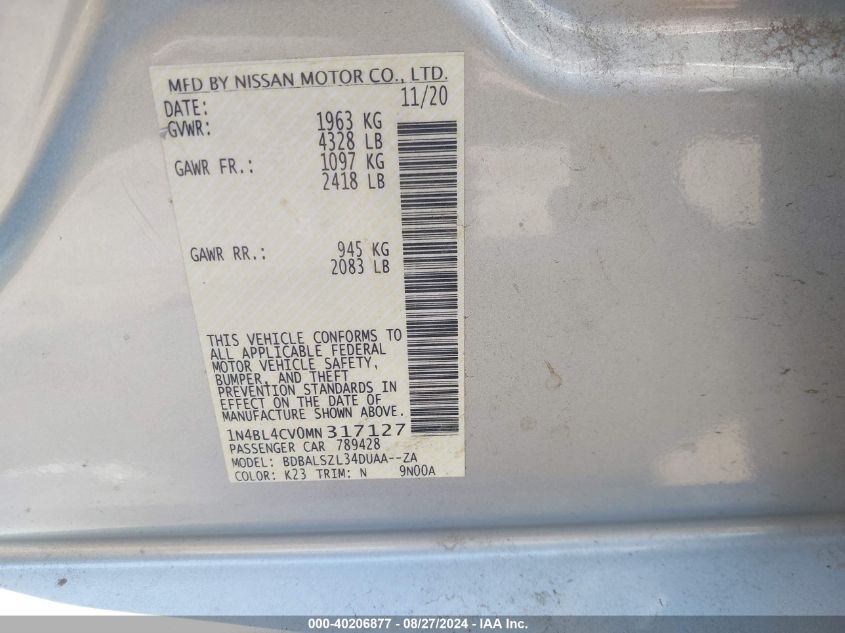 MFD BY NISSAN MOTOR CO., LTD.
DATE: 11/20
GVWR: 1963 KG
4328 LB
GAWR FR.: 1097 KG
2418 LB
GAWR RR.: 945 KG
2083 LB
THIS VEHICLE CONFORMS TO
ALL APPLICABLE FEDERAL
MOTOR VEHICLE SAFETY,
BUMPER, AND THEFT
PREVENTION STANDARDS IN
EFFECT ON THE DATE OF
MANUFACTURE SHOWN ABOVE.
1N4BL4CV0MN 317127
PASSENGER CAR 789428
MODEL: BDBALSZL34DUAA--ZA
COLOR: K23 TRIM: N 9N00A
000-40206877 - 08/27/2024 - IAA Inc.